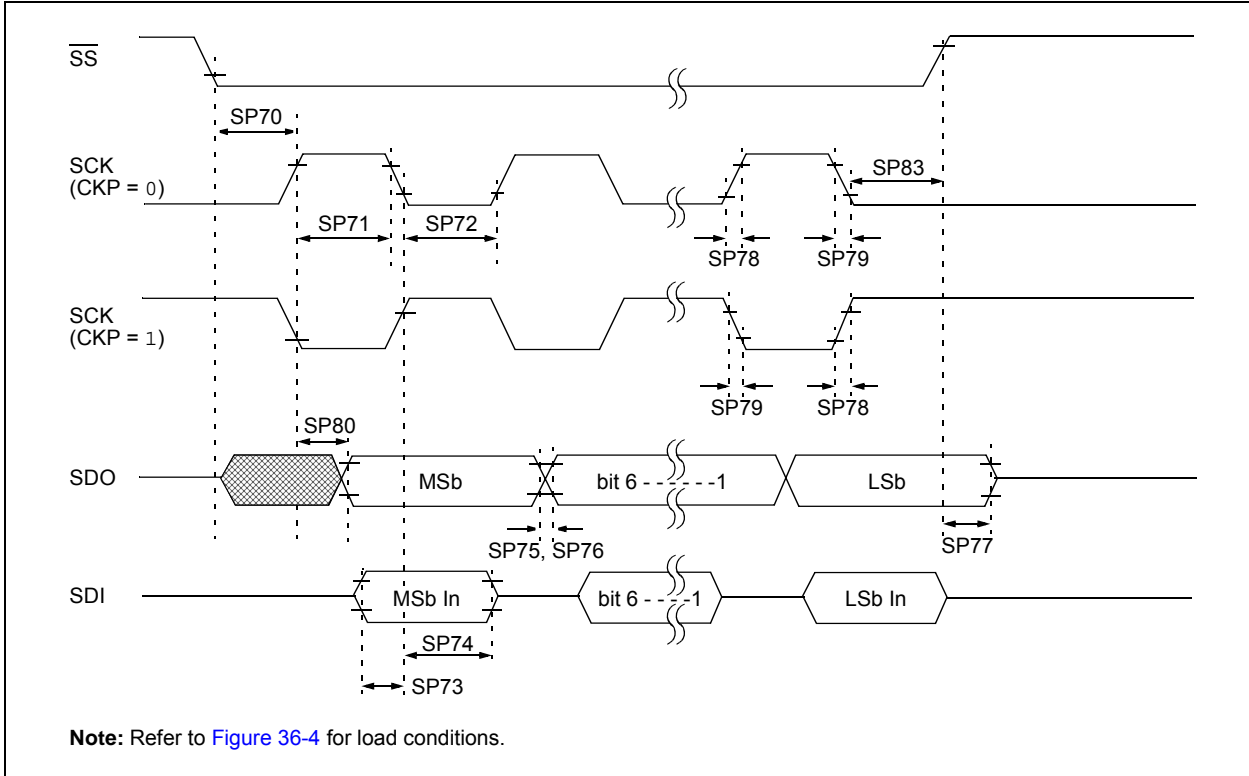 SS
SP70
SCK
(CKP = 0)
SP83
SP71
SP72
SP78
SP79
SCK
(CKP = 1)
SP79
SP78
SP80
SDO
MSb
bit 6 - - - - - -1
LSb
SP75, SP76
SP77
SDI
MSb In
bit 6 - - - - -1
LSb In
SP74
SP73
Note: Refer to Figure 36-4 for load conditions.